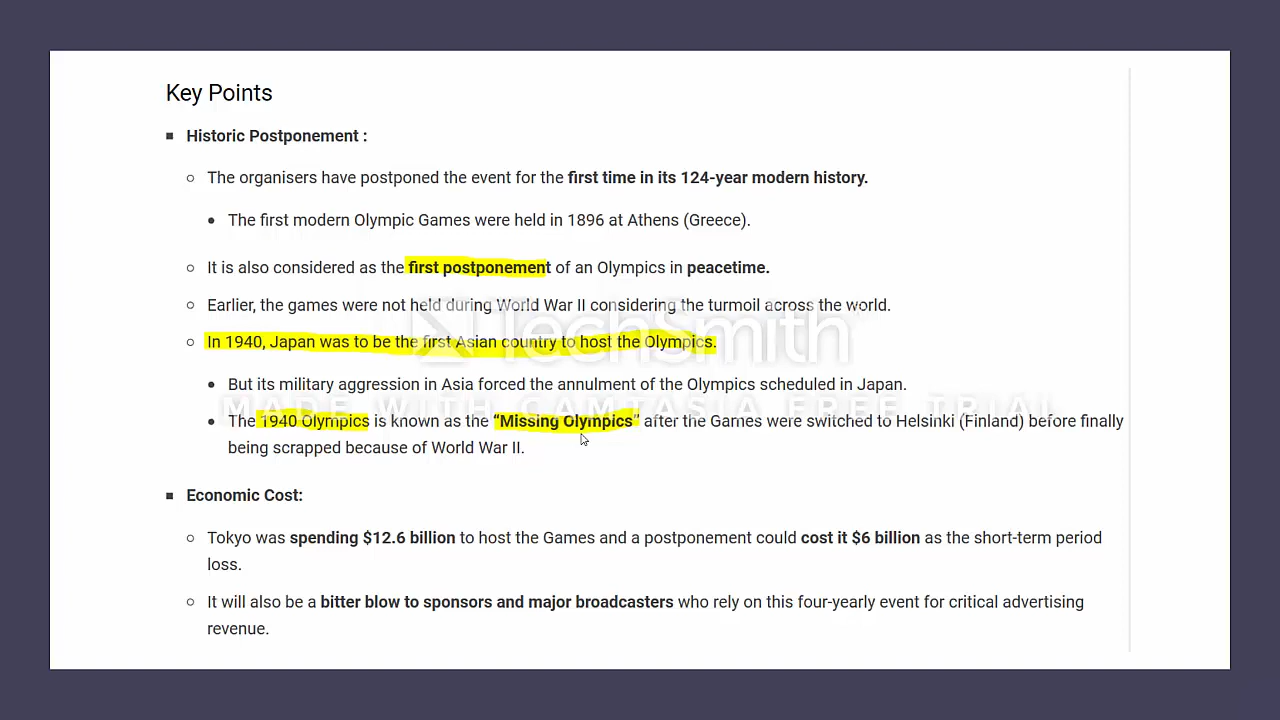 Key Points
Historic Postponement :
The organisers have postponed the event for the first time in its 124-year modern history.
The first modern Olympic Games were held in 1896 at Athens (Greece).
It is also considered as the first postponement of an Olympics in peacetime.
Earlier, the games were not held during World War II considering the turmoil across the world.
TechSmith
In 1940, Japan was to be the first Asian country to host the Olympics.
But its military aggression in Asia forced the annulment of the Olympics scheduled in Japan.
MADE WITH CAMTASIA FREE TRIAL
The 1940 Olympics is known as the “Missing Olympics” after the Games were switched to Helsinki (Finland) before finally
being scrapped because of World War II.
Economic Cost:
Tokyo was spending $12.6 billion to host the Games and a postponement could cost it $6 billion as the short-term period
loss.
It will also be a bitter blow to sponsors and major broadcasters who rely on this four-yearly event for critical advertising
revenue.